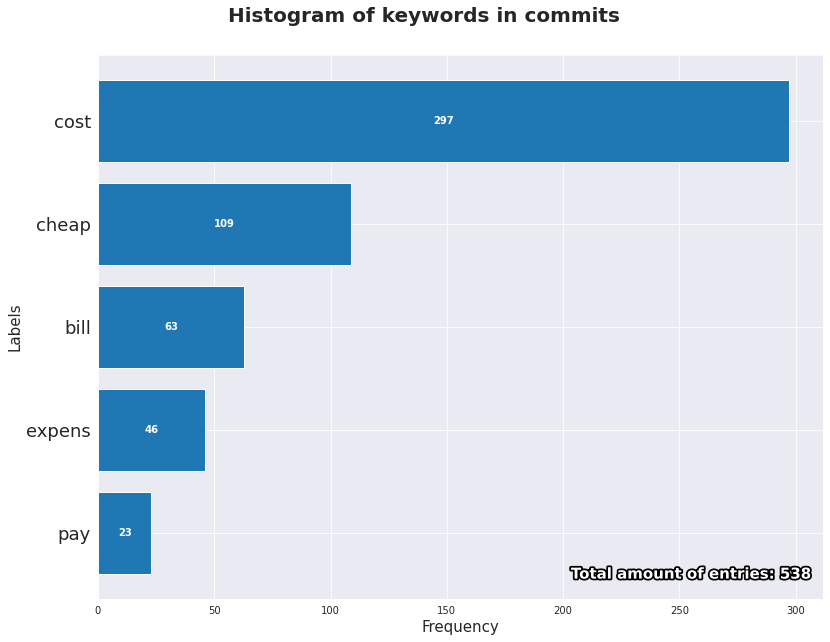 Histogram of keywords in commits
cost
297
cheap
109
bill
63
expens
46
pay
23
Labels
Total amount of entries: 538
0 50 100 150 200 250 300
Frequency